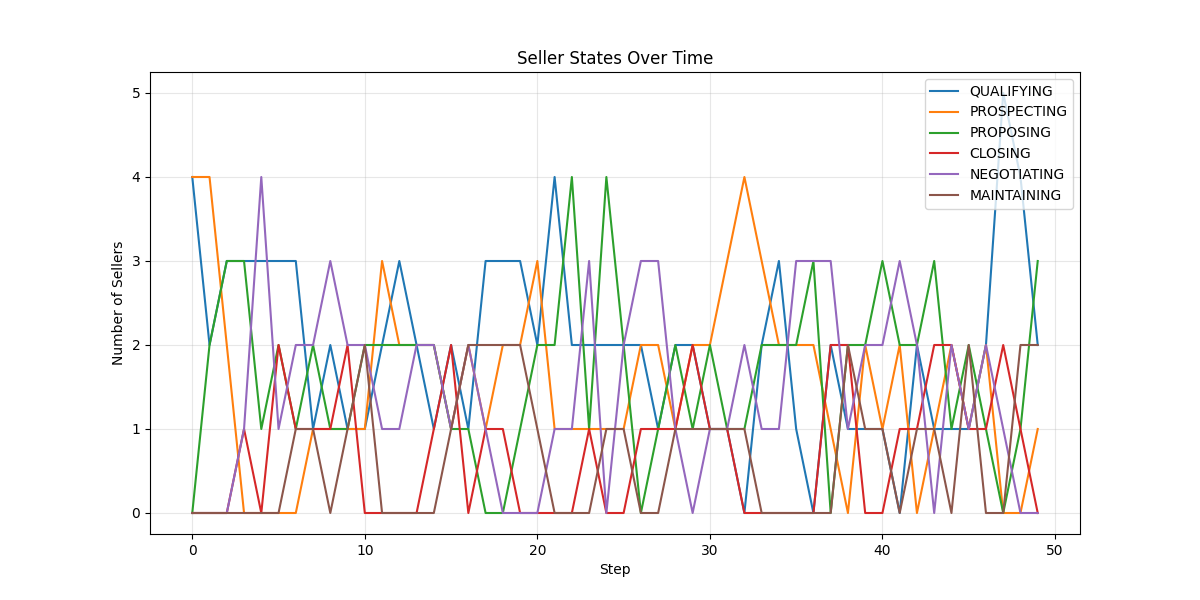 Seller States Over Time
Number of Sellers
5
4
3
2
1
0
QUALIFYING
PROSPECTING
PROPOSING
CLOSING
NEGOTIATING
MAINTAINING
0 10 20 30 40 50
Step